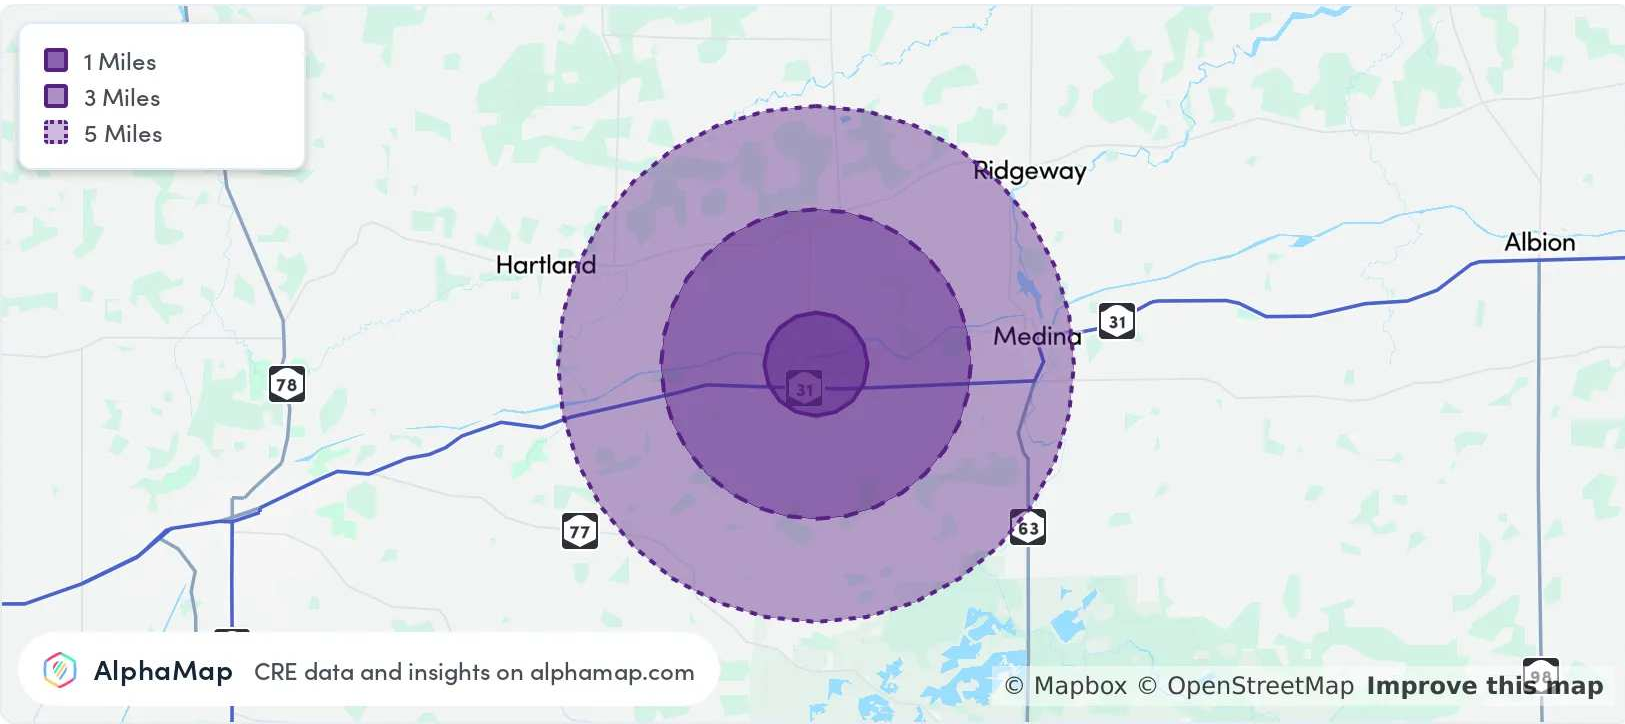 1 Miles
3 Miles
5 Miles
Ridgeway
Albion
Hartland
31
Medina
78
31
77
63
98
AlphaMap CRE data and insights on alphamap.com
© Mapbox © OpenStreetMap Improve this map